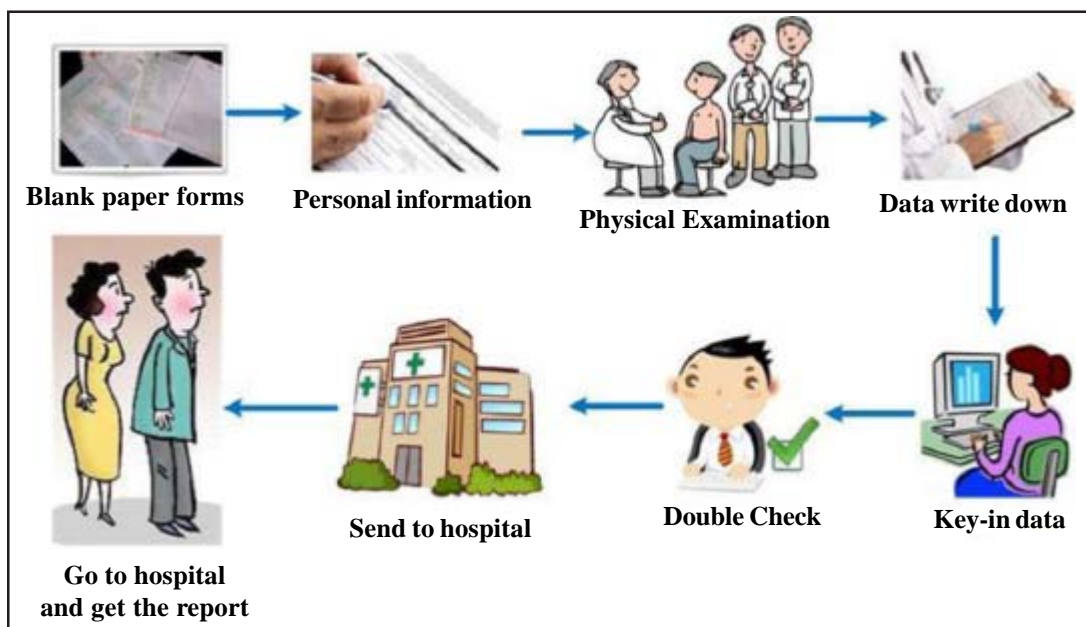 Blank paper forms
Personal information
Physical Examination
Data write down
Key-in data
Double Check
Send to hospital
Go to hospital
and get the report